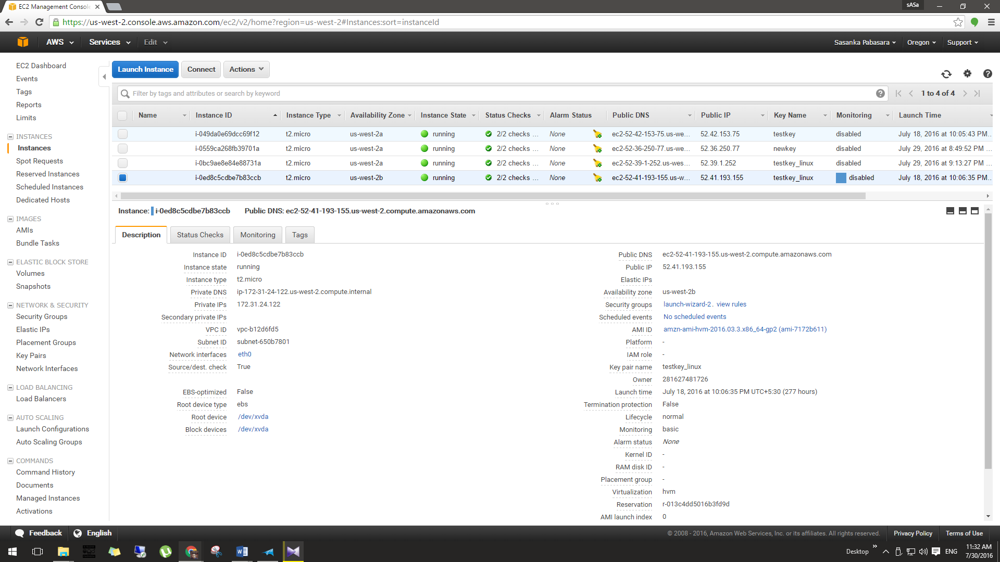 EC2 Management Console
sASa
https://us-west-2.console.aws.amazon.com/ec2/v2/home?region=us-west-2#Instances:sort=instanceId
AWS Services Edit Sasanka Pabasara Oregon Support
EC2 Dashboard
Events
Tags
Reports
Limits
INSTANCES
Instances
Spot Requests
Reserved Instances
Scheduled Instances
Dedicated Hosts
IMAGES
AMIs
Bundle Tasks
ELASTIC BLOCK STORE
Volumes
Snapshots
NETWORK & SECURITY
Security Groups
Elastic IPs
Placement Groups
Key Pairs
Network Interfaces
LOAD BALANCING
Load Balancers
AUTO SCALING
Launch Configurations
Auto Scaling Groups
COMMANDS
Command History
Documents
Managed Instances
Activations
Launch Instance Connect Actions
Filter by tags and attributes or search by keyword 1 to 4 of 4
Name Instance ID Instance Type Availability Zone Instance State Status Checks Alarm Status Public DNS Public IP Key Name Monitoring Launch Time
i-049da0e69dcc69f12 t2.micro us-west-2a running 2/2 checks ... None ec2-52-42-153-75.us-we... 52.42.153.75 testkey disabled July 18, 2016 at 10:05:43 PM...
i-0559ca268fb39701a t2.micro us-west-2a running 2/2 checks ... None ec2-52-36-250-77.us-we... 52.36.250.77 newkey disabled July 29, 2016 at 8:49:52 PM ...
i-0bc9ae8e84e88731a t2.micro us-west-2a running 2/2 checks ... None ec2-52-39-1-252.us-wes... 52.39.1.252 testkey_linux disabled July 29, 2016 at 9:13:27 PM ...
i-0ed8c5cdbe7b83ccb t2.micro us-west-2b running 2/2 checks ... None ec2-52-41-193-155.us-w... 52.41.193.155 testkey_linux disabled July 18, 2016 at 10:06:35 PM...
Instance: i-0ed8c5cdbe7b83ccb Public DNS: ec2-52-41-193-155.us-west-2.compute.amazonaws.com
Description Status Checks Monitoring Tags
Instance ID i-0ed8c5cdbe7b83ccb
Instance state running
Instance type t2.micro
Private DNS ip-172-31-24-122.us-west-2.compute.internal
Private IPs 172.31.24.122
Secondary private IPs
VPC ID vpc-b12d6fd5
Subnet ID subnet-650b7801
Network interfaces eth0
Source/dest. check True
EBS-optimized False
Root device type ebs
Root device /dev/xvda
Block devices /dev/xvda
Public DNS ec2-52-41-193-155.us-west-2.compute.amazonaws.com
Public IP 52.41.193.155
Elastic IPs
Availability zone us-west-2b
Security groups launch-wizard-2. view rules
Scheduled events No scheduled events
AMI ID amzn-ami-hvm-2016.03.3.x86_64-gp2 (ami-7172b611)
Platform -
IAM role -
Key pair name testkey_linux
Owner 281627481726
Launch time July 18, 2016 at 10:06:35 PM UTC+5:30 (277 hours)
Termination protection False
Lifecycle normal
Monitoring basic
Alarm status None
Kernel ID -
RAM disk ID -
Placement group -
Virtualization hvm
Reservation r-013c4dd5016b3fd9d
AMI launch index 0
Feedback English © 2008 - 2016, Amazon Web Services, Inc. or its affiliates. All rights reserved. Privacy Policy Terms of Use
Desktop ENG 11:32 AM
7/30/2016